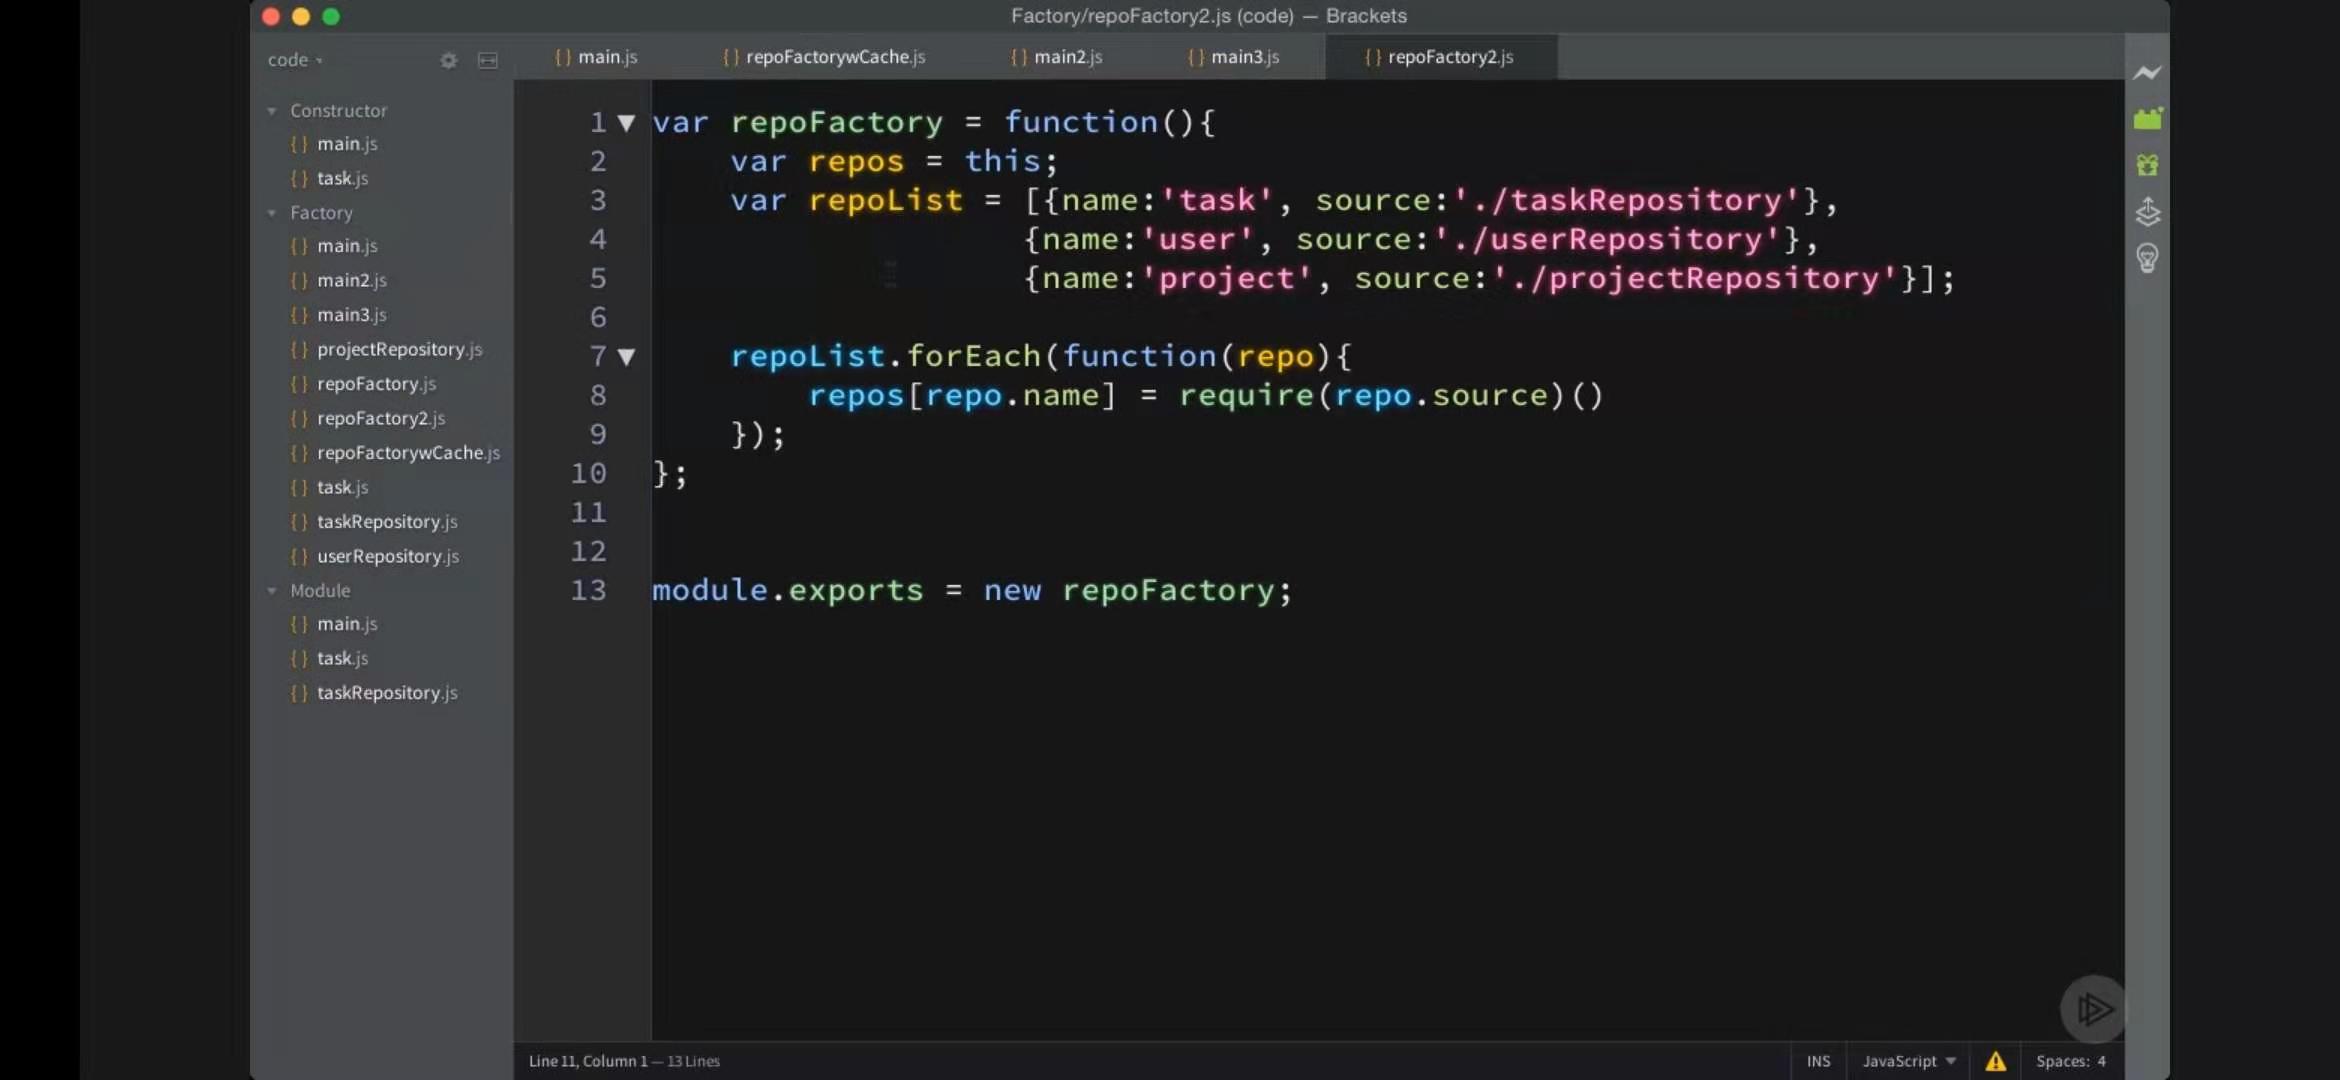 Factory/repoFactory2.js (code) — Brackets
code
main.js
repoFactorywCache.js
main2.js
main3.js
repoFactory2.js
Constructor
main.js
task.js
Factory
main.js
main2.js
main3.js
projectRepository.js
repoFactory.js
repoFactory2.js
repoFactorywCache.js
task.js
taskRepository.js
userRepository.js
Module
main.js
task.js
taskRepository.js
1 var repoFactory = function(){
2 var repos = this;
3 var repoList = [{name:'task', source:'./taskRepository'},
4 {name:'user', source:'./userRepository'},
5 {name:'project', source:'./projectRepository'}];
6
7 repoList.forEach(function(repo){
8 repos[repo.name] = require(repo.source)()
9 });
10 };
11
12
13 module.exports = new repoFactory;
Line 11, Column 1 — 13 Lines
INS
JavaScript
Spaces: 4